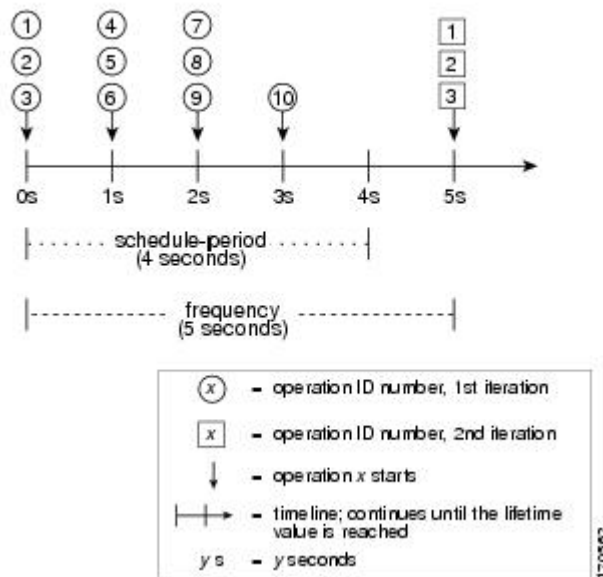 1 4 7 1
2 5 8 2
3 6 9 10 3
0s 1s 2s 3s 4s 5s
schedule-period
(4 seconds)
frequency
(5 seconds)
x = operation ID number, 1st iteration
x = operation ID number, 2nd iteration
= operation x starts
= timeline; continues until the lifetime
value is reached
y s = y seconds